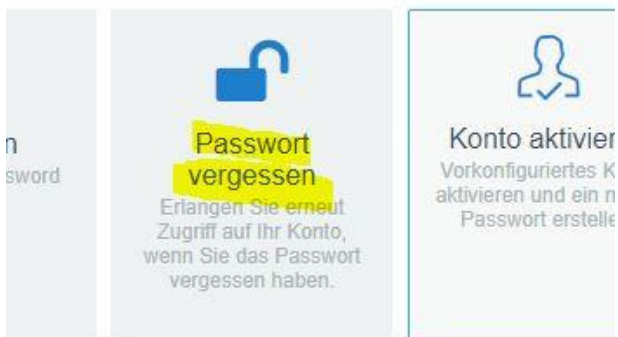 n
sword
Passwort
vergessen
Erlangen Sie erneut
Zugriff auf Ihr Konto,
wenn Sie das Passwort
vergessen haben.
Konto aktivier
Vorkonfiguriertes K
aktivieren und ein n
Passwort erstelle